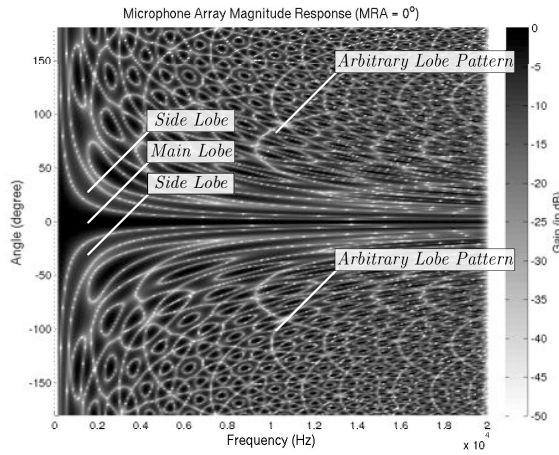 Microphone Array Magnitude Response (MRA = 0°)
Arbitrary Lobe Pattern
Side Lobe
Main Lobe
Side Lobe
Arbitrary Lobe Pattern
Angle (degree)
150
100
50
0
-50
-100
-150
0
0.2
0.4
0.6
0.8
1
1.2
1.4
1.6
1.8
2
Frequency (Hz)
x 10^4
0
-5
-10
-15
-20
-25
-30
-35
-40
-45
-50
Gain (in dB)